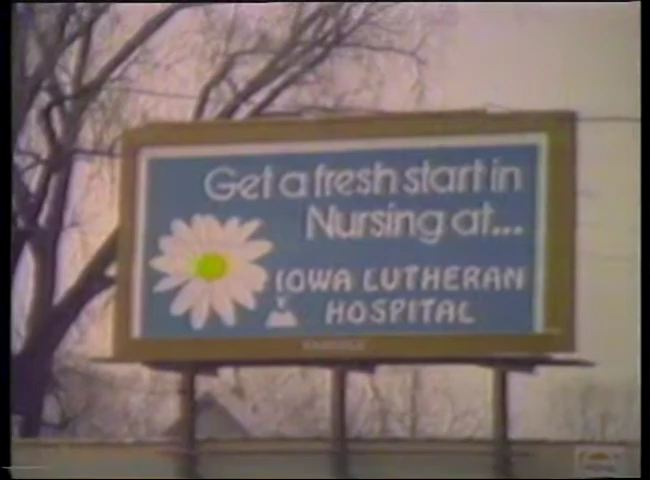 Get a fresh start in
Nursing at...
IOWA LUTHERAN
HOSPITAL